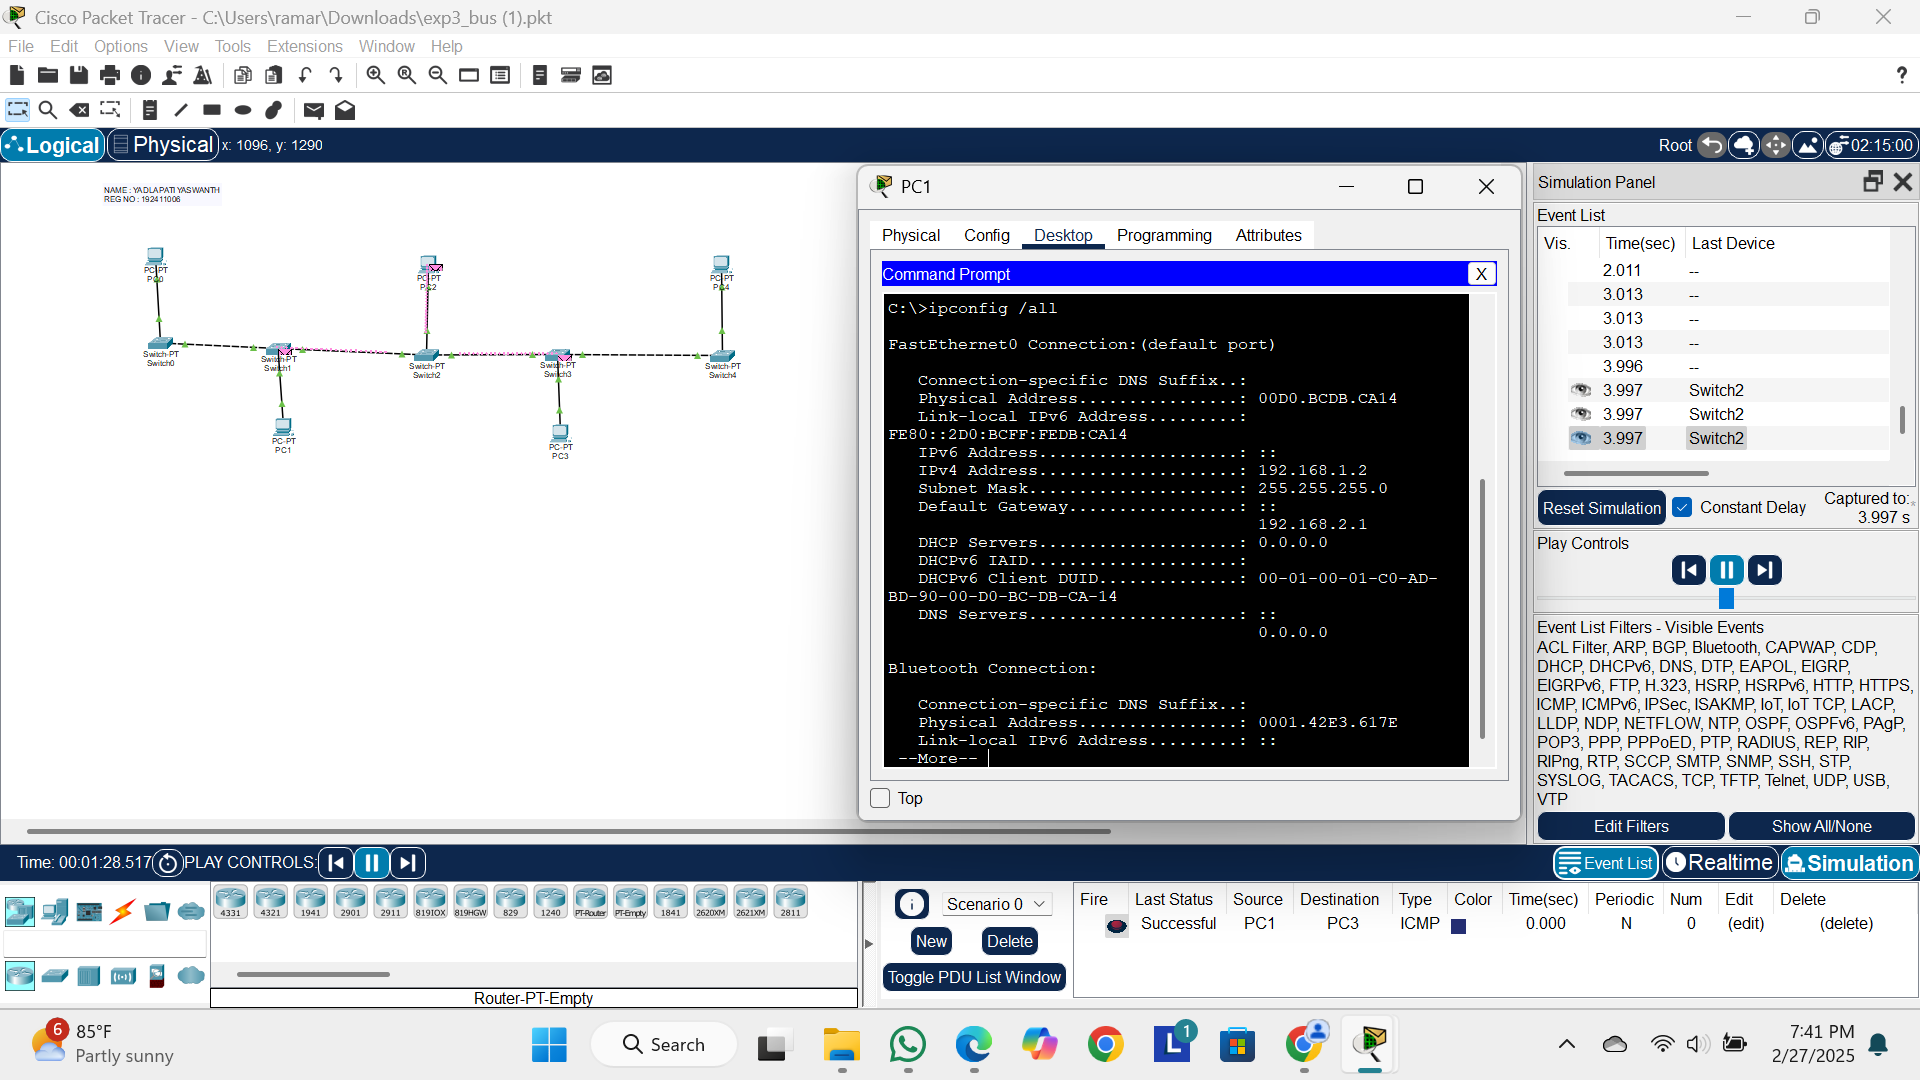 Cisco Packet Tracer - C:\Users\ramar\Downloads\exp3_bus (1).pkt
File Edit Options View Tools Extensions Window Help
Logical Physical x: 1096, y: 1290
Root 02:15:00
NAME : YADLAPATI YASWANTH
REG NO : 192411006
PC-PT
PC0
PC-PT
PC2
PC-PT
PC4
Switch-PT
Switch0
Switch-PT
Switch1
Switch-PT
Switch2
Switch-PT
Switch3
Switch-PT
Switch4
PC-PT
PC1
PC-PT
PC3
PC1
Physical Config Desktop Programming Attributes
Command Prompt X
C:\>ipconfig /all
FastEthernet0 Connection:(default port)
Connection-specific DNS Suffix..:
Physical Address................: 00D0.BCDB.CA14
Link-local IPv6 Address.........:
FE80::2D0:BCFF:FEDB:CA14
IPv6 Address....................: ::
IPv4 Address....................: 192.168.1.2
Subnet Mask.....................: 255.255.255.0
Default Gateway.................: ::
192.168.2.1
DHCP Servers....................: 0.0.0.0
DHCPv6 IAID.....................:
DHCPv6 Client DUID..............: 00-01-00-01-C0-AD-
BD-90-00-D0-BC-DB-CA-14
DNS Servers.....................: ::
0.0.0.0
Bluetooth Connection:
Connection-specific DNS Suffix..:
Physical Address................: 0001.42E3.617E
Link-local IPv6 Address.........: ::
--More--
Top
Simulation Panel
Event List
Vis. Time(sec) Last Device
2.011 --
3.013 --
3.013 --
3.013 --
3.996 --
3.997 Switch2
3.997 Switch2
3.997 Switch2
Reset Simulation Constant Delay Captured to:
3.997 s
Play Controls
Event List Filters - Visible Events
ACL Filter, ARP, BGP, Bluetooth, CAPWAP, CDP,
DHCP, DHCPv6, DNS, DTP, EAPOL, EIGRP,
EIGRPv6, FTP, H.323, HSRP, HSRPv6, HTTP, HTTPS,
ICMP, ICMPv6, IPSec, ISAKMP, IoT, IoT TCP, LACP,
LLDP, NDP, NETFLOW, NTP, OSPF, OSPFv6, PAgP,
POP3, PPP, PPPoED, PTP, RADIUS, REP, RIP,
RIPng, RTP, SCCP, SMTP, SNMP, SSH, STP,
SYSLOG, TACACS, TCP, TFTP, Telnet, UDP, USB,
VTP
Edit Filters Show All/None
Time: 00:01:28.517 PLAY CONTROLS:
Event List Realtime Simulation
4331 4321 1941 2901 2911 819IOX 819HGW 829 1240 PT-Router PT-Empty 1841 2620XM 2621XM 2811
Router-PT-Empty
Scenario 0
New Delete
Toggle PDU List Window
Fire Last Status Source Destination Type Color Time(sec) Periodic Num Edit Delete
Successful PC1 PC3 ICMP 0.000 N 0 (edit) (delete)
6
85°F
Partly sunny
Search
L 1
7:41 PM
2/27/2025